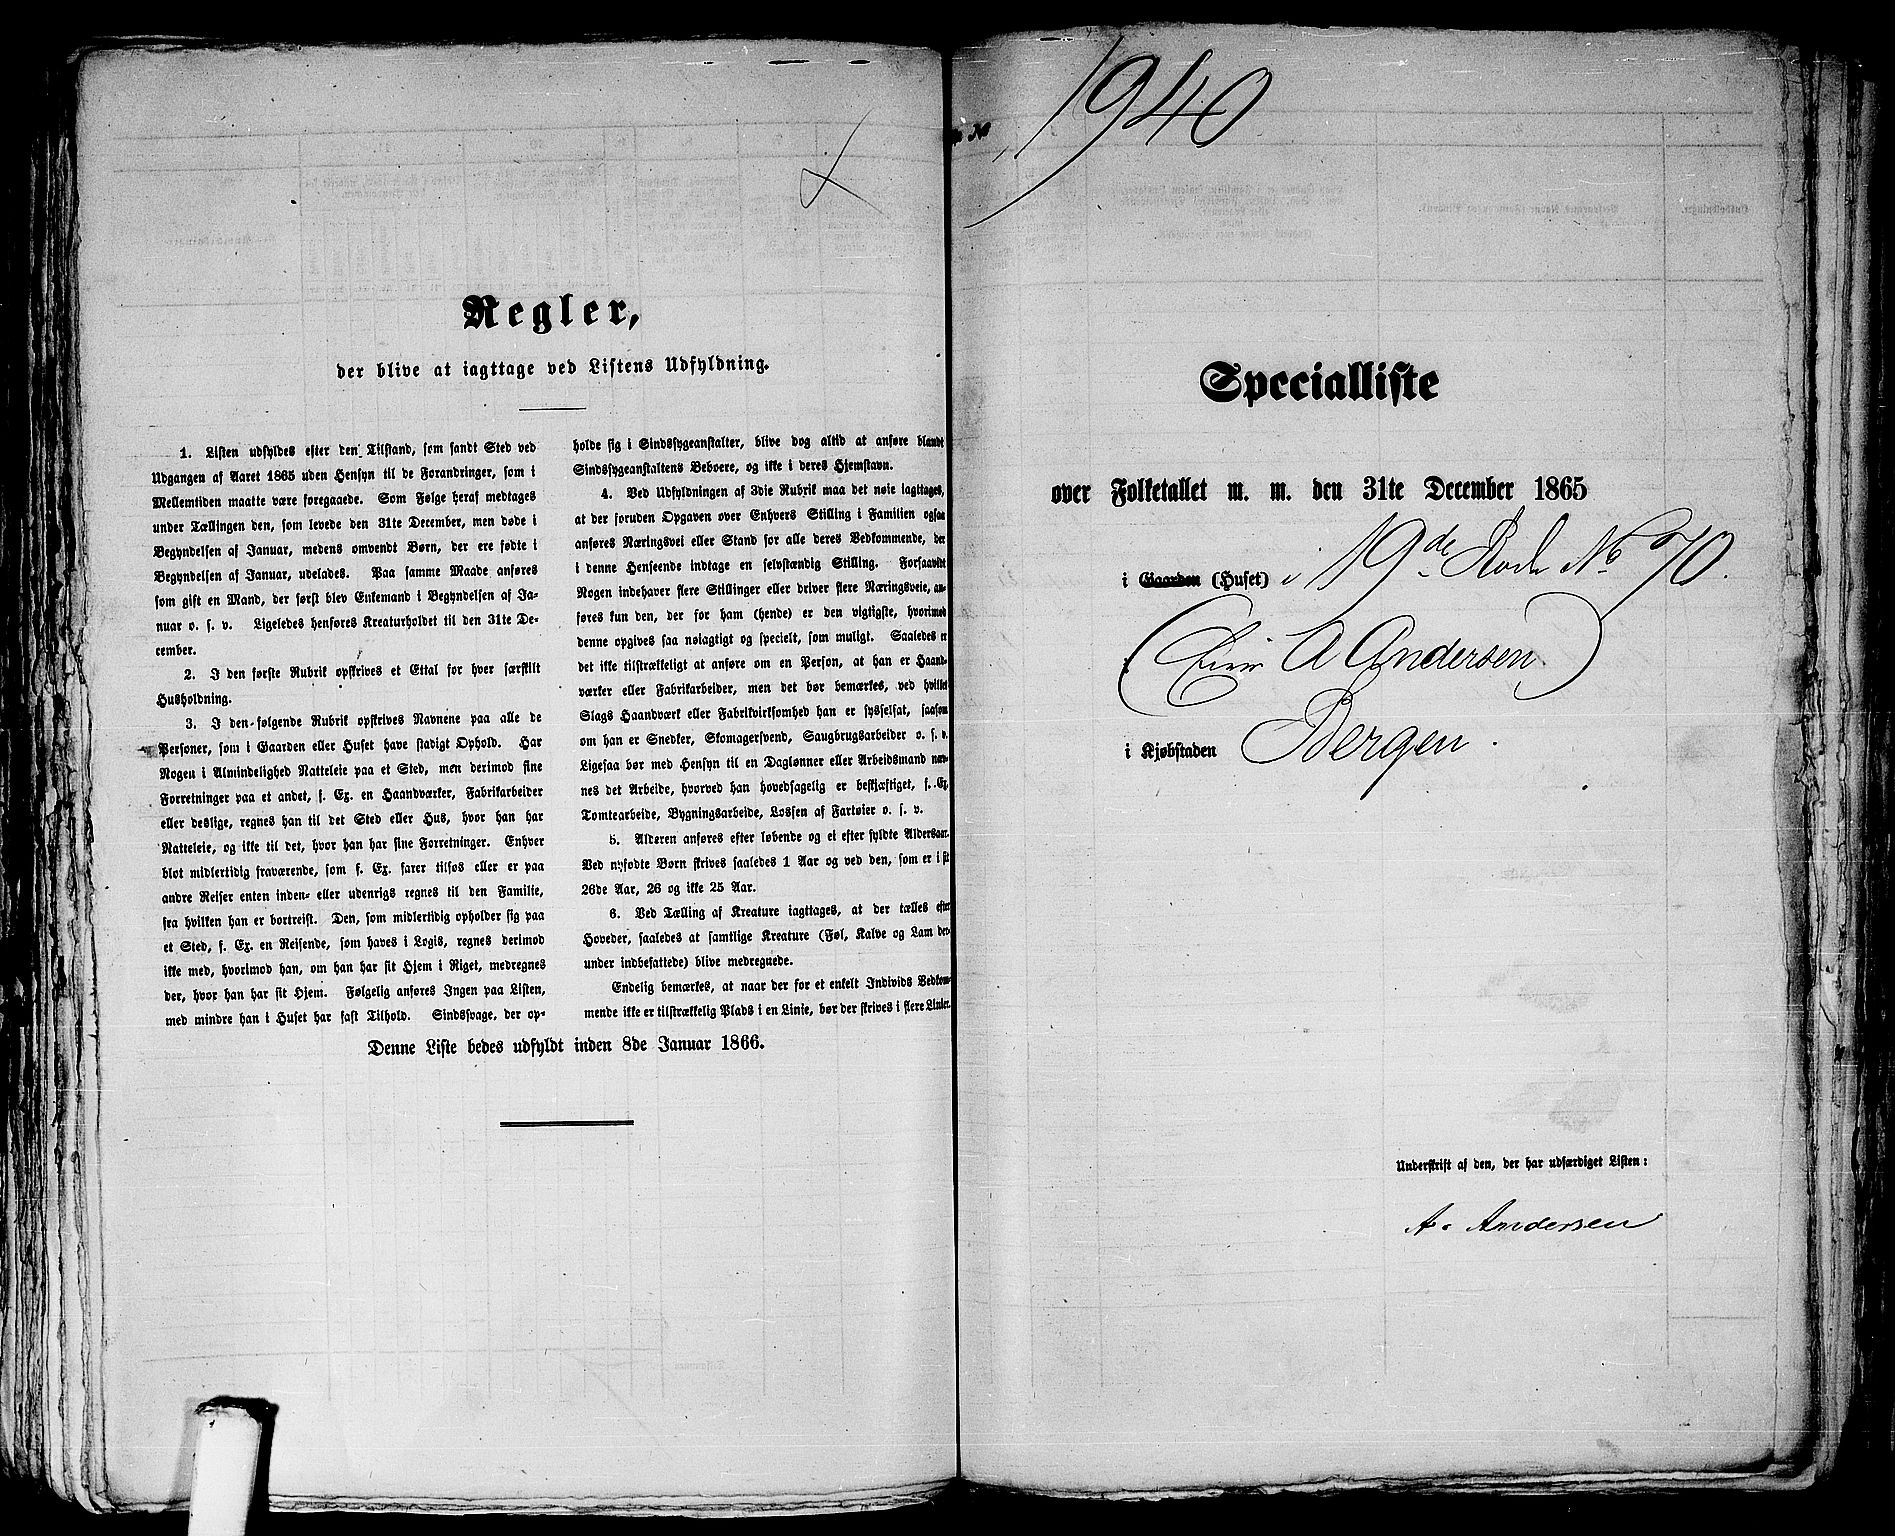 Regler,
der blive at iagttage ved Listens Udfyldning.
1. Listen udfyldes efter den Tilstand, som fandt Sted ved
Udgangen af Aaret 1865 uden Hensyn til de Forandringer, som i
Mellemtiden maatte være foregaaede. Som Følge heraf medtages
under Tællingen den, som levede den 31te December, men døde i
Begyndelsen af Januar, medens omvendt Børn, der ere fødte i
Begyndelsen af Januar, udelades. Paa samme Maade anføres
som gift en Mand, der først blev Enkemand i Begyndelsen af Ja-
nuar o. s. v. Ligeledes henføres Kreaturholdet til den 31te De-
cember.
2. I den første Rubrik opskrives et Ettal for hver særskilt
Husholdning.
3. I den følgende Rubrik opskrives Navnene paa alle de
Personer, som i Gaarden eller Huset have stadigt Ophold. Har
Nogen i Almindelighed Natteleie paa et Sted, men derimod sine
Forretninger paa et andet, f. Ex. en Haandværker, Fabrikarbeider
eller deslige, regnes han til det Sted eller Hus, hvor han har
Natteleie, og ikke til det, hvor han har sine Forretninger. Enhver
blot midlertidig fraværende, som f. Ex. farer tilsøs eller er paa
andre Reiser enten inden- eller udenrigs regnes til den Familie,
fra hvilken han er bortreist. Den, som midlertidig opholder sig paa
et Sted, f. Ex. en Reisende, som haves i Logis, regnes derimod
ikke med, hvorimod han, om han har sit Hjem i Riget, medregnes
der, hvor han har sit Hjem. Følgelig anføres Ingen paa Listen,
med mindre han i Huset har fast Tilhold. Sindssvage, der op-
holde sig i Sindssygeanstalter, blive dog altid at anføre blandt
Sindssygeanstaltens Beboere, og ikke i deres Hjemstavn.
4. Ved Udfyldningen af 3die Rubrik maa det nøie iagttages,
at der foruden Opgaven over Enhvers Stilling i Familien ogsaa
anføres Næringsvei eller Stand for alle deres Vedkommende, der
i denne Henseende indtage en selvstændig Stilling. Forsaavidt
Nogen indehaver flere Stillinger eller driver flere Næringsveie, an-
føres kun den, der for ham (hende) er den vigtigste, hvorimod
denne opgives saa nøiagtigt og specielt, som muligt. Saaledes er
det ikke tilstrækkeligt at anføre om en Person, at han er Haand-
værker eller Fabrikarbeider, men det bør bemærkes, ved hvilket
Slags Haandværk eller Fabrikvirksomhed han er sysselsat, saasom
om han er Snedker, Skomagersvend, Saugbrugsarbeider o. s. v.
Ligesaa bør med Hensyn til en Daglønner eller Arbeidsmand næv-
nes det Arbeide, hvorved han hovedsagelig er beskjæftiget, f. Ex.
Tomtearbeide, Bygningsarbeide, Lossen af Fartøier o. s. v.
5. Alderen anføres efter løbende og ei efter fyldte Aldersaar.
Ved nyfødte Børn skrives saaledes 1 Aar og ved den, som er i sit
26de Aar, 26 og ikke 25 Aar.
6. Ved Tælling af Kreature iagttages, at der tælles efter
Hoveder, saaledes at samtlige Kreature (Føl, Kalve og Lam der-
under indbefattede) blive medregnede.
Endelig bemærkes, at naar der for et enkelt Individs Vedkom-
mende ikke er tilstrækkelig Plads i en Linie, bør der skrives i flere Linier.
Denne Liste bedes udfyldt inden 8de Januar 1866.
1940
Specialliste
over Folketallet m. m. den 31te December 1865
i Gaarden (Huset) i 19de Rode No 70.
A Andersen
i Kjøbstaden Bergen.
Underskrift af den, der har udfærdiget Listen:
A. Andersen